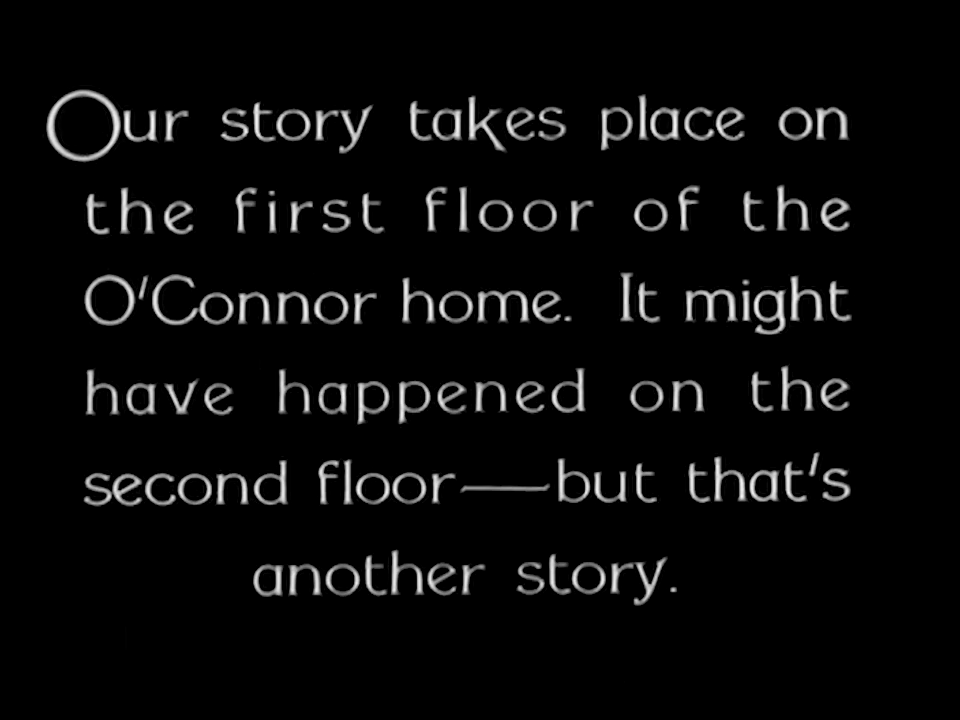 Our story takes place on
the first floor of the
O'Connor home. It might
have happened on the
second floor—but that's
another story.